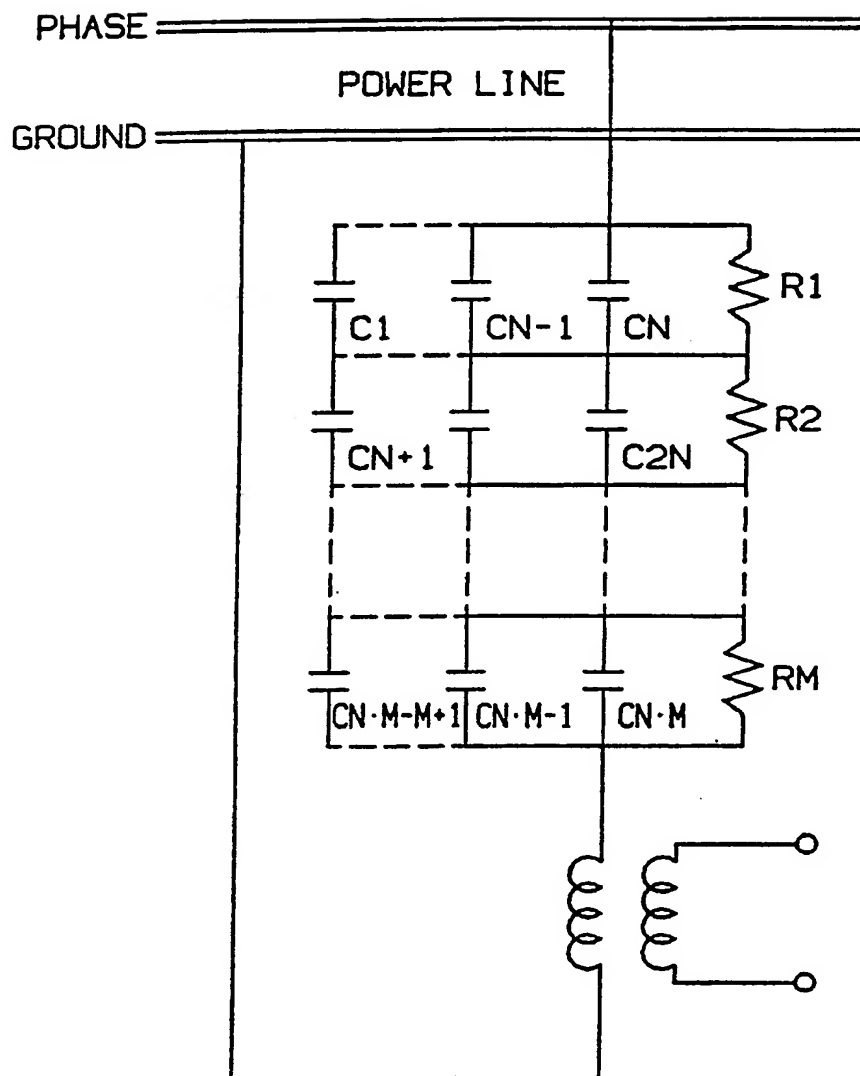 PHASE
POWER LINE
GROUND
R1
C1 CN-1 CN
R2
CN+1 C2N
RM
CN·M-M+1 CN·M-1 CN·M